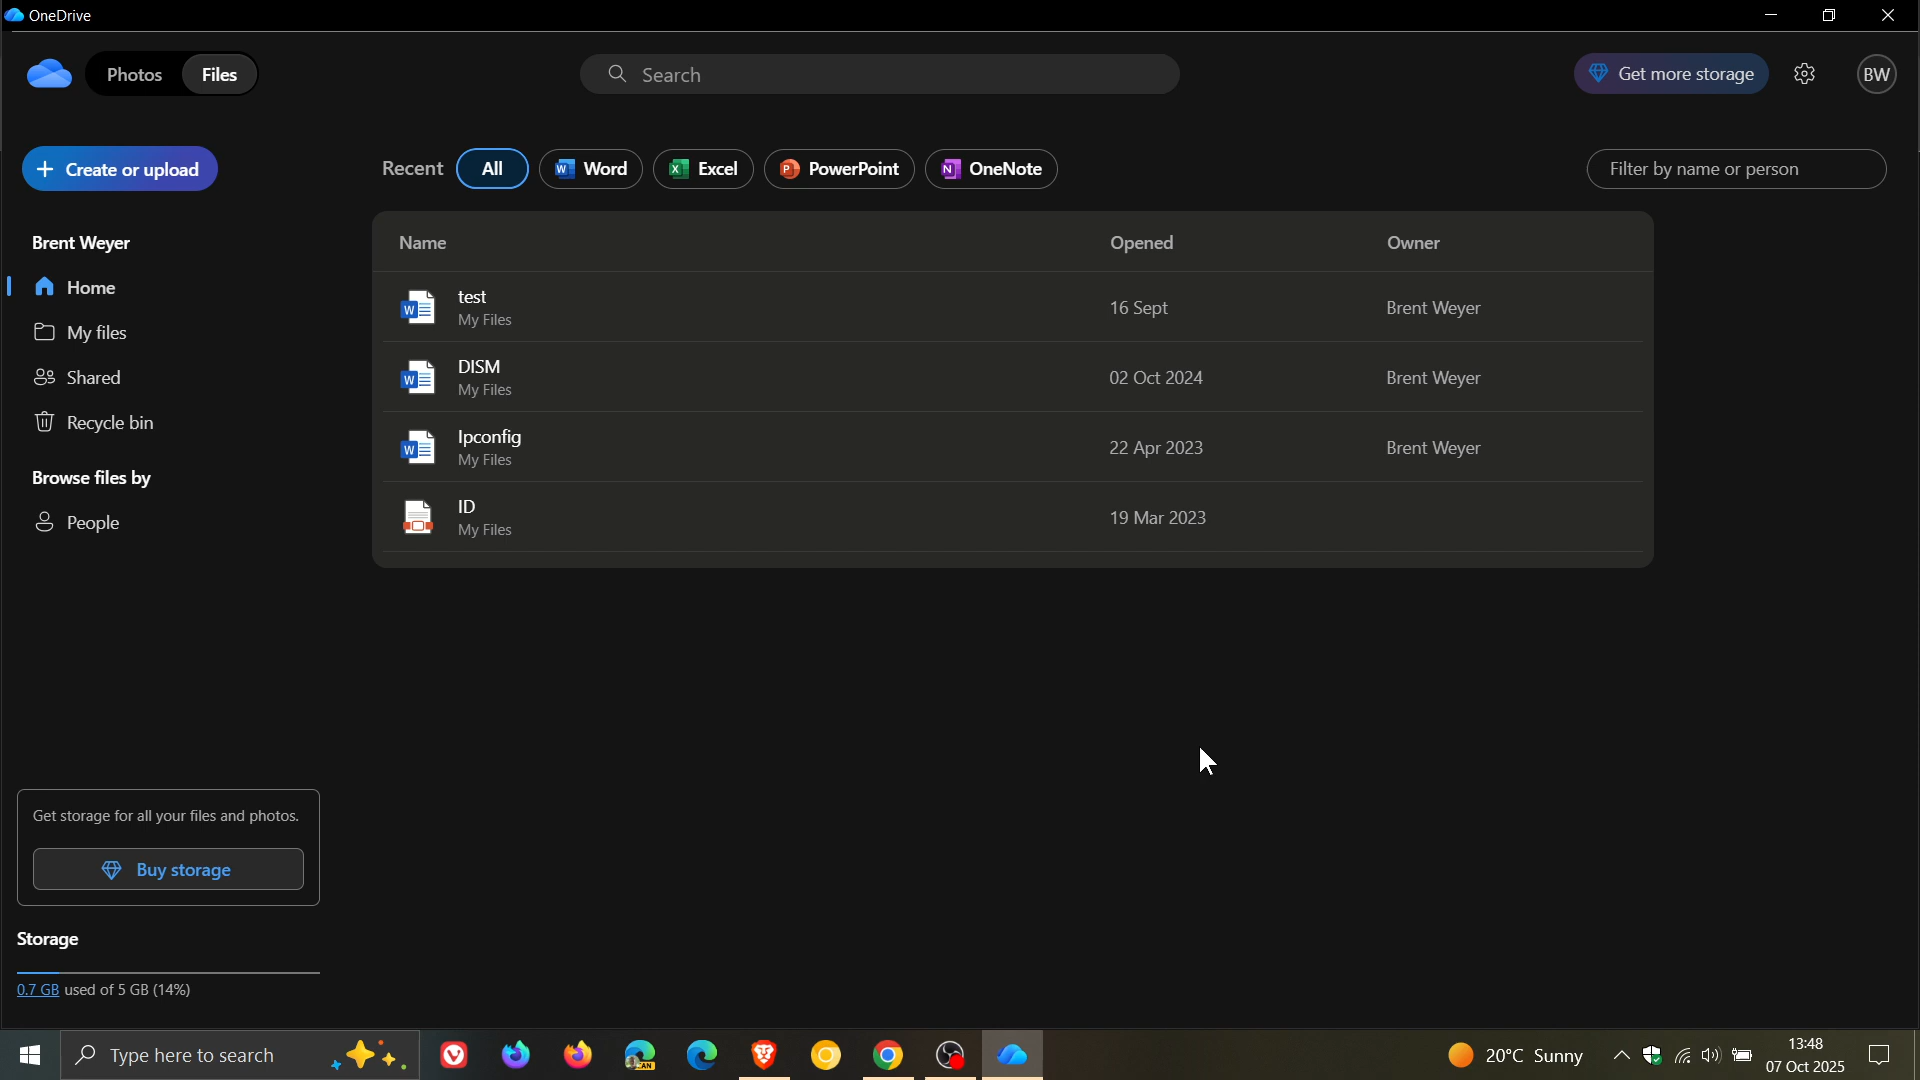 OneDrive
Photos
Files
Search
Get more storage
BW
Create or upload
Recent
All
Word
Excel
PowerPoint
OneNote
Filter by name or person
Brent Weyer
Home
My files
Shared
Recycle bin
Browse files by
People
Name
Opened
Owner
test
My Files
16 Sept
Brent Weyer
DISM
My Files
02 Oct 2024
Brent Weyer
Ipconfig
My Files
22 Apr 2023
Brent Weyer
ID
My Files
19 Mar 2023
Get storage for all your files and photos.
Buy storage
Storage
0.7 GB used of 5 GB (14%)
Type here to search
20°C Sunny
13:48
07 Oct 2025